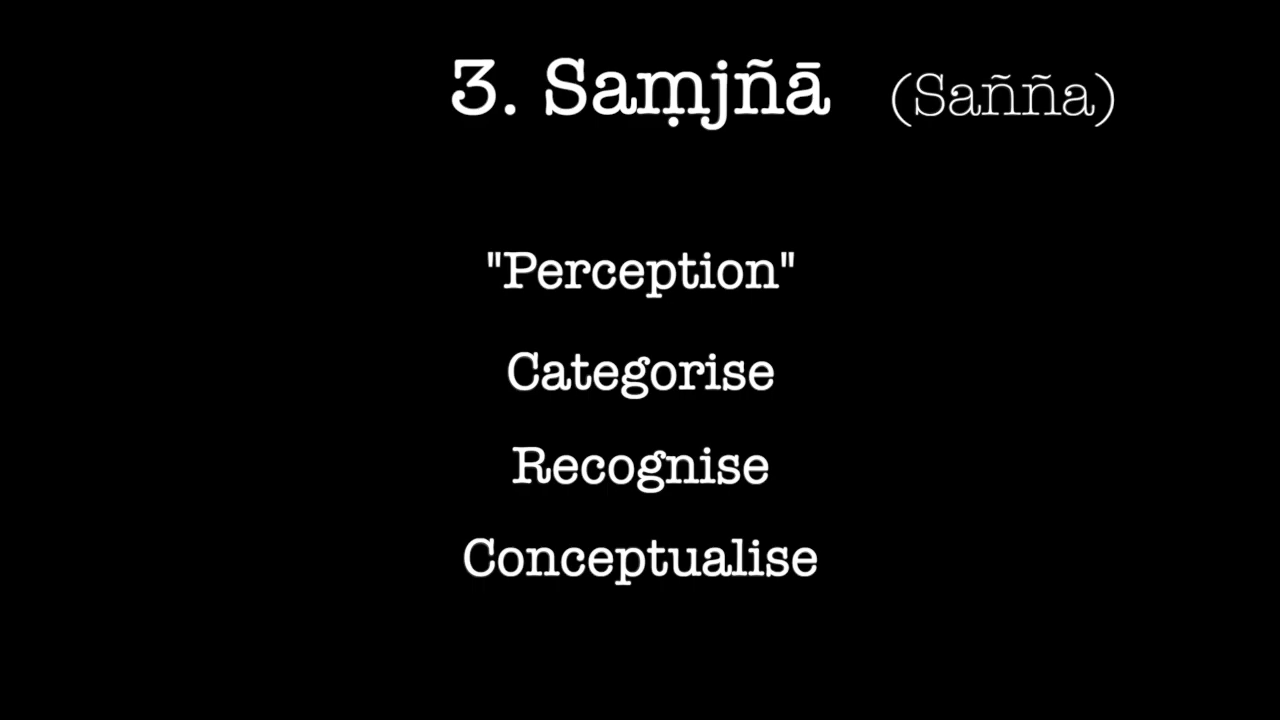 3. Saṃjñā (Sañña)
"Perception"
Categorise
Recognise
Conceptualise